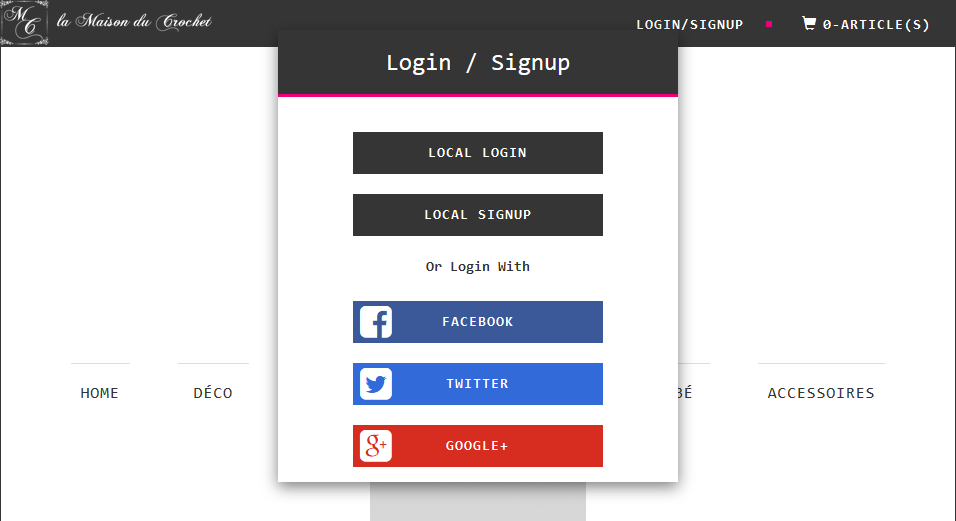 MC la Maison du Crochet
LOGIN/SIGNUP
0-ARTICLE(S)
Login / Signup
LOCAL LOGIN
LOCAL SIGNUP
Or Login With
FACEBOOK
TWITTER
g+ GOOGLE+
HOME
DÉCO
BÉ
ACCESSOIRES